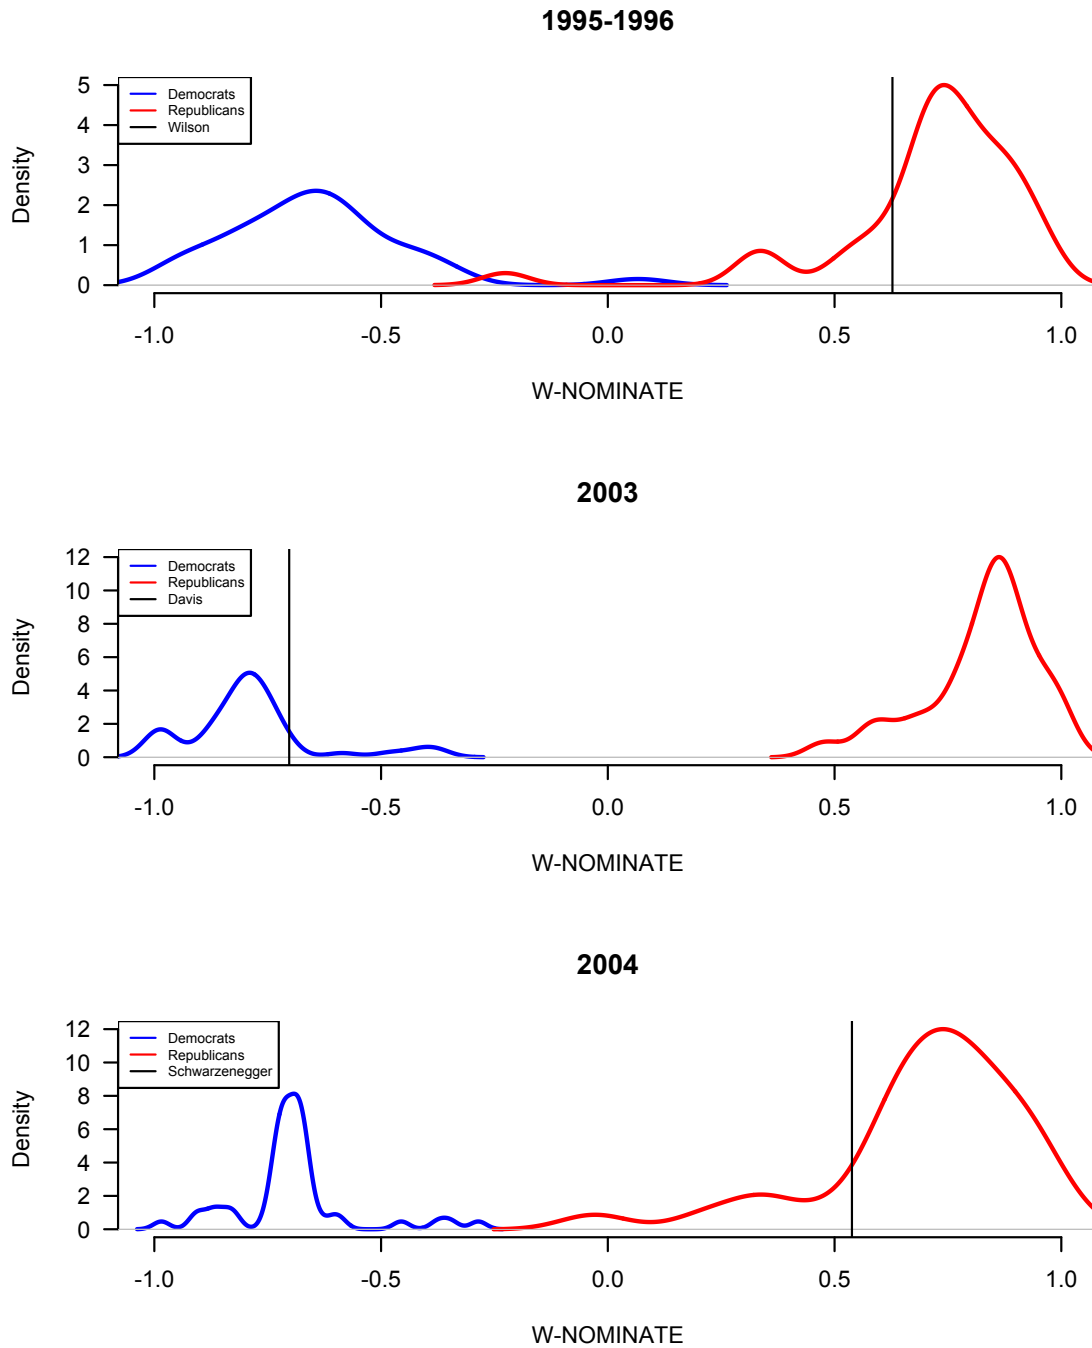 1995-1996
Density
5
4
3
2
1
0
Democrats
Republicans
Wilson
-1.0 -0.5 0.0 0.5 1.0
W-NOMINATE
2003
Density
12
10
8
6
4
2
0
Democrats
Republicans
Davis
-1.0 -0.5 0.0 0.5 1.0
W-NOMINATE
2004
Density
12
10
8
6
4
2
0
Democrats
Republicans
Schwarzenegger
-1.0 -0.5 0.0 0.5 1.0
W-NOMINATE